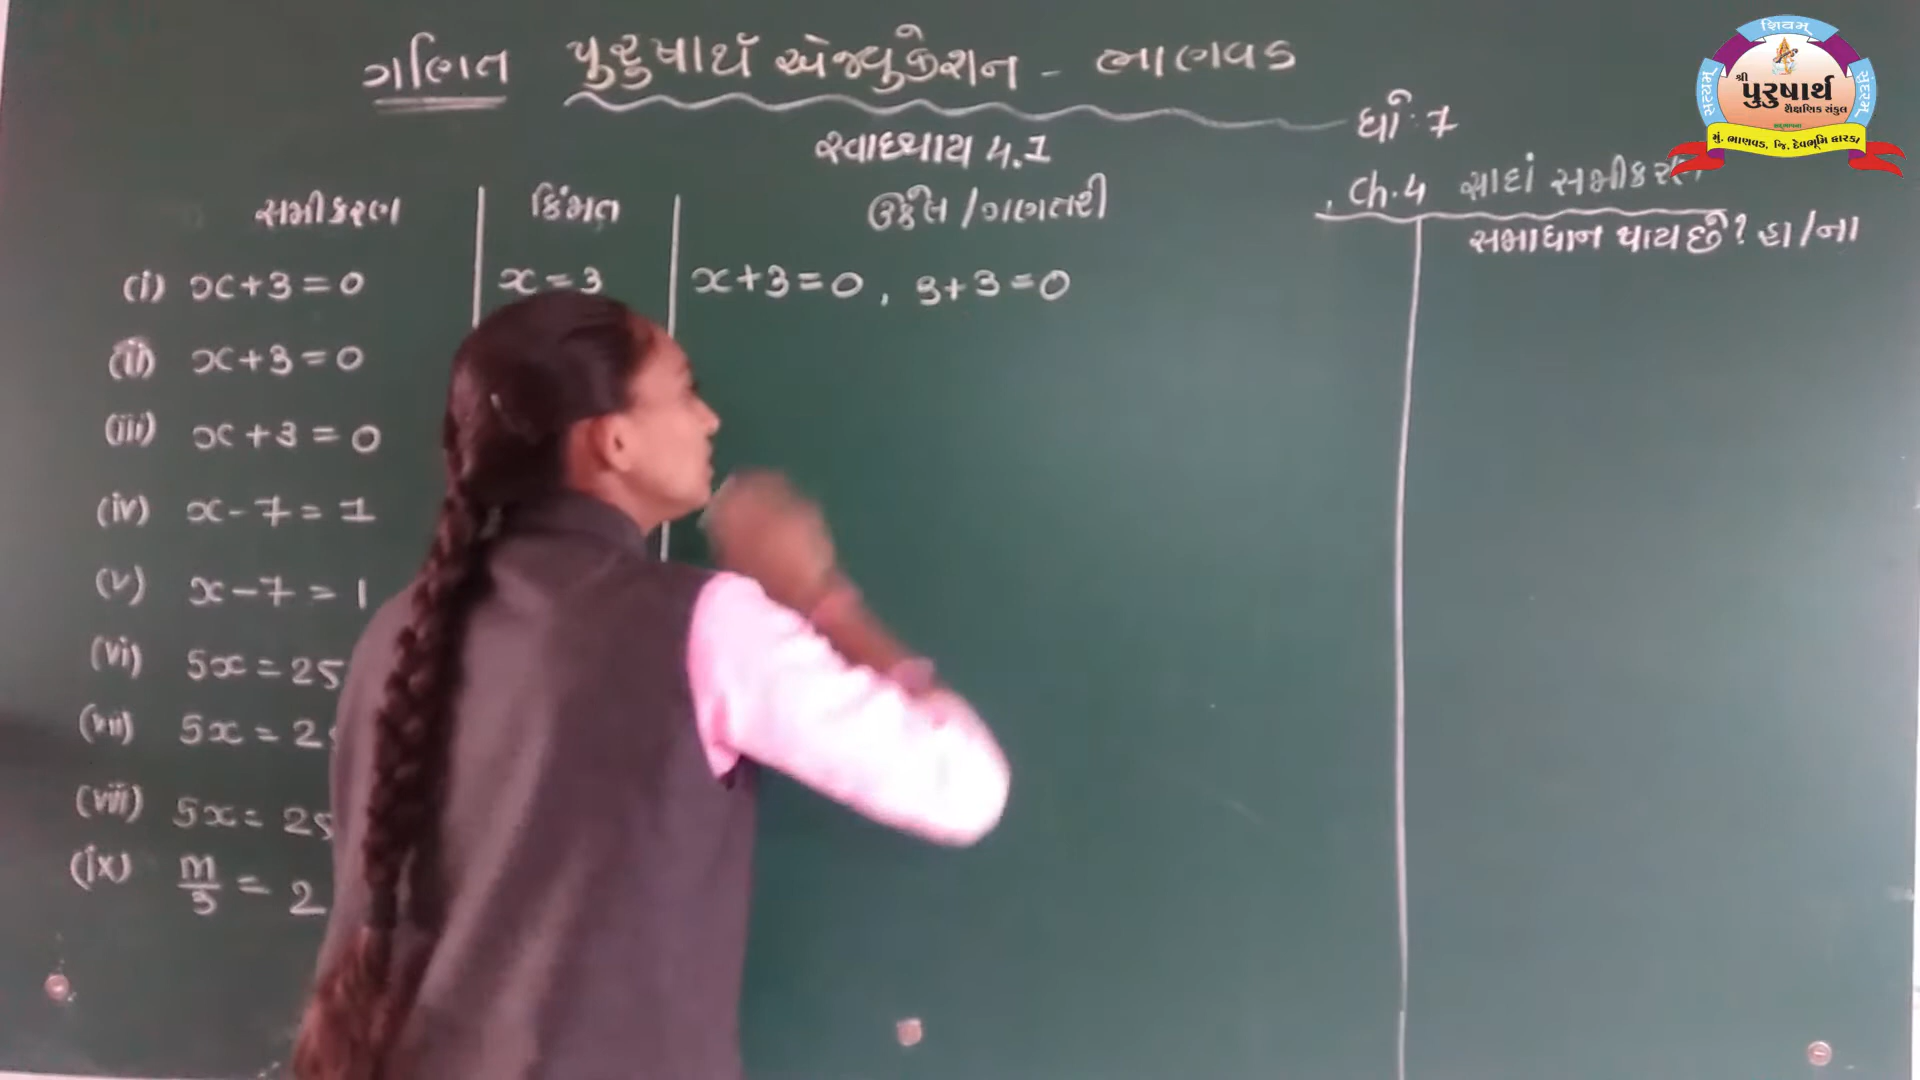 ગણિત પુરુષાર્થ એજ્યુકેશન - ભાણવડ
ધો : 7
સ્વાધ્યાય 4.1
Ch.4 સાદાં સમીકરણ
સમીકરણ કિંમત ઉકેલ / ગણતરી સમાધાન થાય છે? હા/ના
(i) x+3=0 x=3 x+3=0, 3+3=0
(ii) x+3=0
(iii) x+3=0
(iv) x-7=1
(v) x-7=1
(vi) 5x=25
(vii) 5x=2
(viii) 5x=25
(ix) m/3 = 2
શિવમ્
સત્યમ્
સુંદરમ્
શ્રી
પુરુષાર્થ
શૈક્ષણિક સંકુલ
મું. ભાણવડ, જિ. દેવભૂમિ દ્વારકા